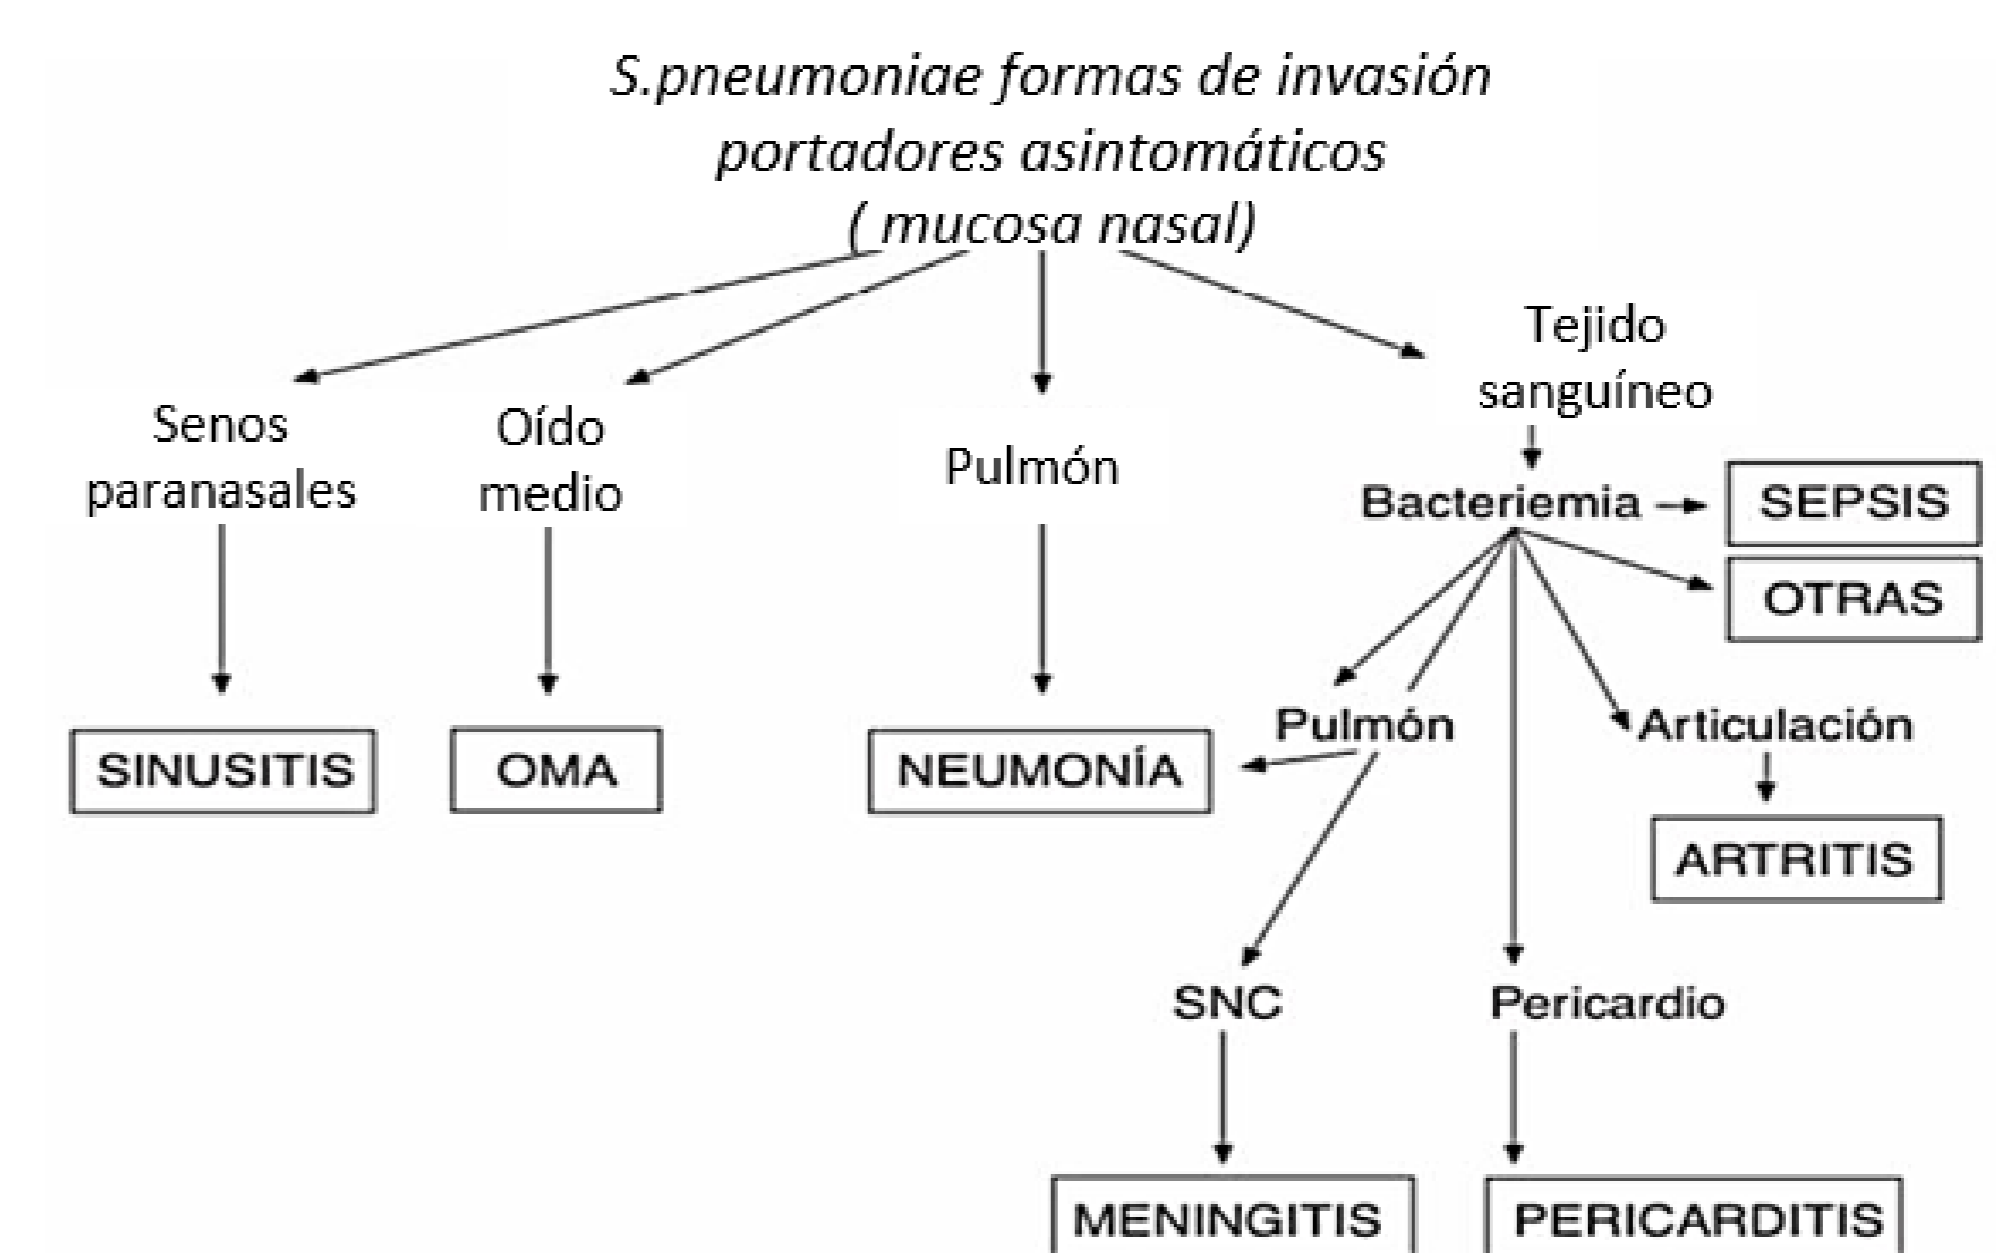 S.pneumoniae formas de invasión
portadores asintomáticos
( mucosa nasal)
Senos
paranasales
Oído
medio
Pulmón
Tejido
sanguíneo
Bacteriemia
SEPSIS
OTRAS
SINUSITIS
OMA
NEUMONÍA
Pulmón
Articulación
ARTRITIS
SNC
Pericardio
MENINGITIS
PERICARDITIS